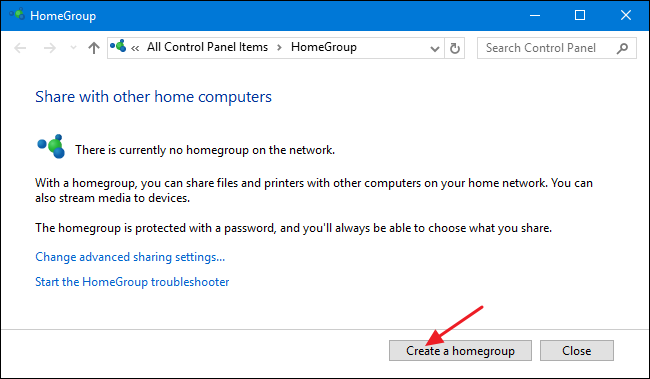 HomeGroup
« All Control Panel Items > HomeGroup
Search Control Panel
Share with other home computers
There is currently no homegroup on the network.
With a homegroup, you can share files and printers with other computers on your home network. You can
also stream media to devices.
The homegroup is protected with a password, and you'll always be able to choose what you share.
Change advanced sharing settings...
Start the HomeGroup troubleshooter
Create a homegroup
Close